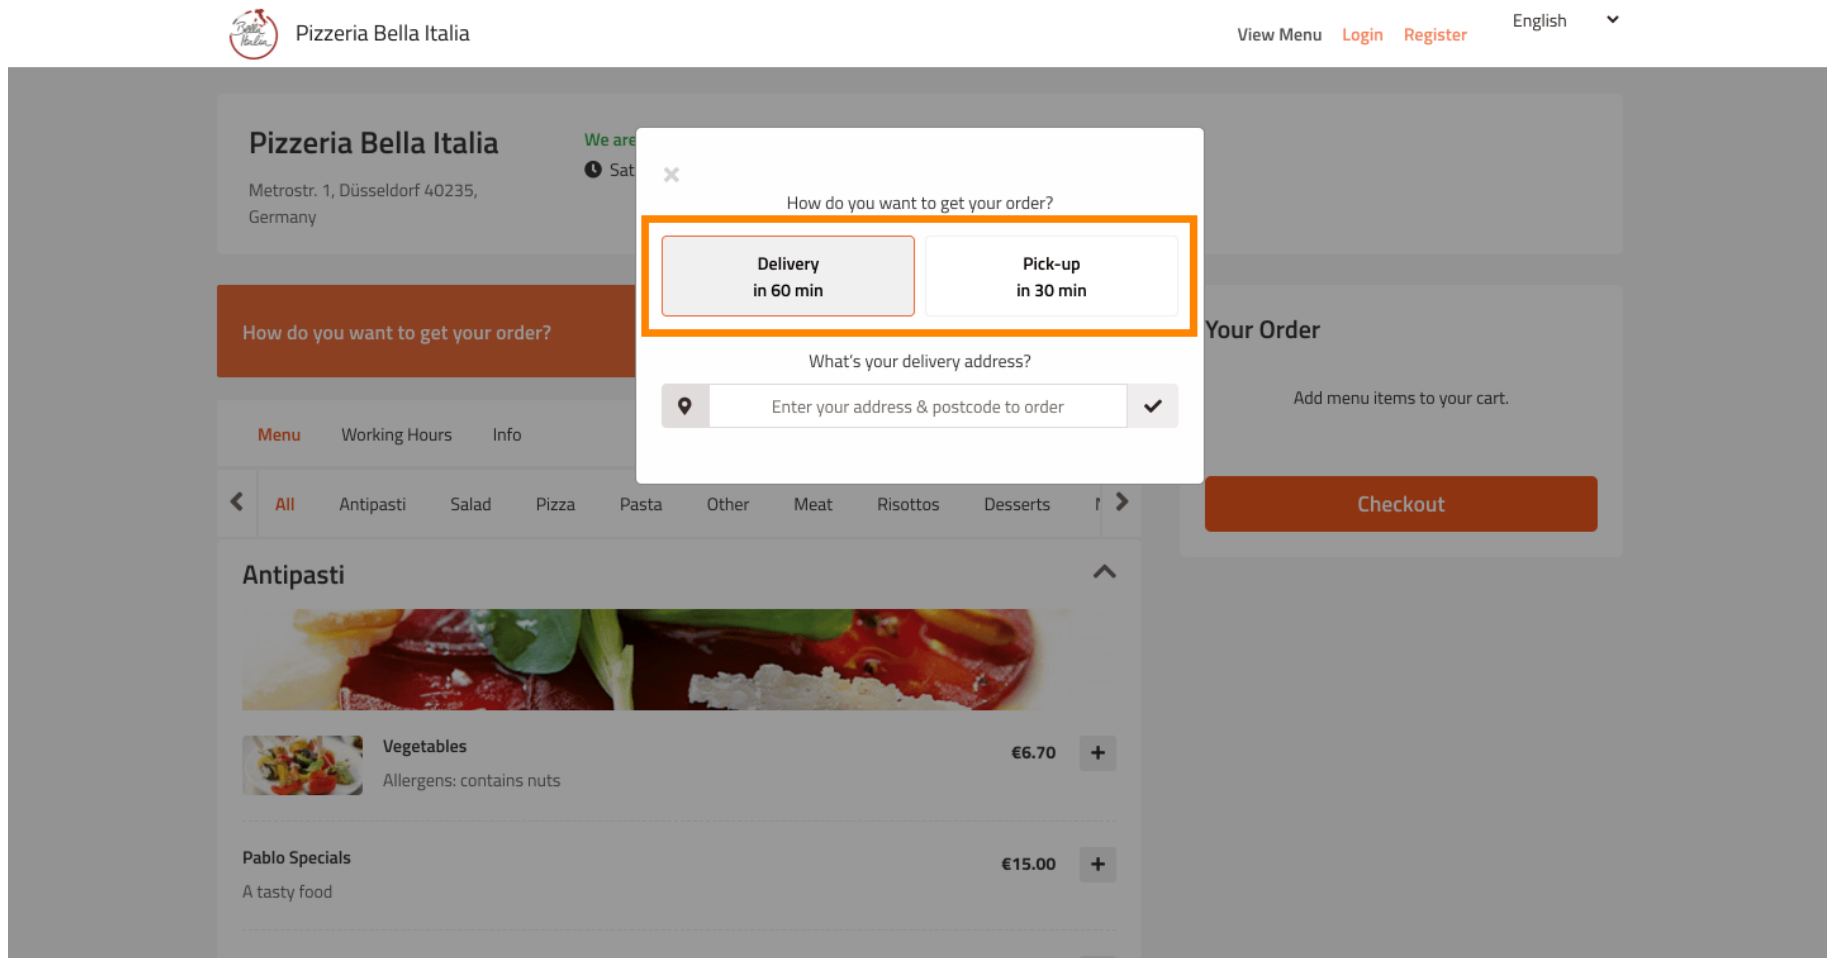 Bella Italia
Pizzeria Bella Italia
View Menu Login Register English
Pizzeria Bella Italia
Metrostr. 1, Düsseldorf 40235,
Germany
We are
Sat
How do you want to get your order?
Delivery
in 60 min
Pick-up
in 30 min
What's your delivery address?
Enter your address & postcode to order
How do you want to get your order?
Menu Working Hours Info
All Antipasti Salad Pizza Pasta Other Meat Risottos Desserts
Antipasti
Vegetables €6.70 +
Allergens: contains nuts
Pablo Specials €15.00 +
A tasty food
Your Order
Add menu items to your cart.
Checkout